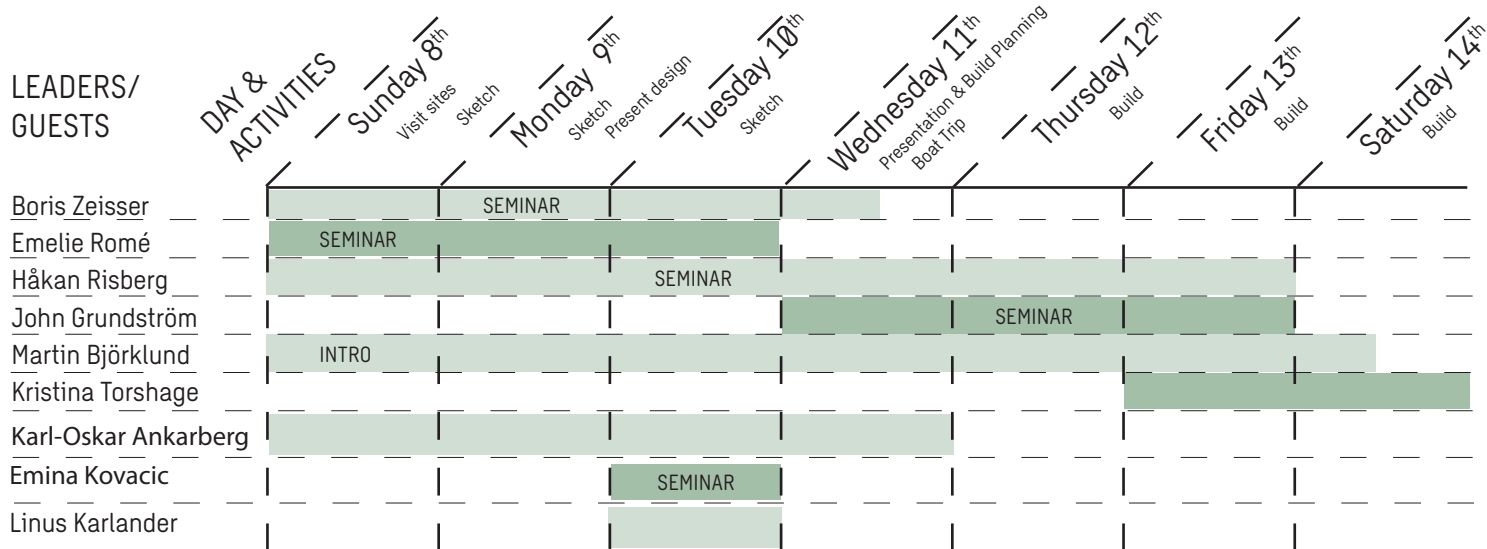 LEADERS/
GUESTS
DAY &
ACTIVITIES
Sunday 8th
Visit sites
Sketch
Monday 9th
Sketch
Present design
Tuesday 10th
Sketch
Wednesday 11th
Presentation & Build Planning
Boat Trip
Thursday 12th
Build
Friday 13th
Build
Saturday 14th
Build
Boris Zeisser
SEMINAR
Emelie Romé
SEMINAR
Håkan Risberg
SEMINAR
John Grundström
SEMINAR
Martin Björklund
INTRO
Kristina Torshage
Karl-Oskar Ankarberg
Emina Kovacic
SEMINAR
Linus Karlander